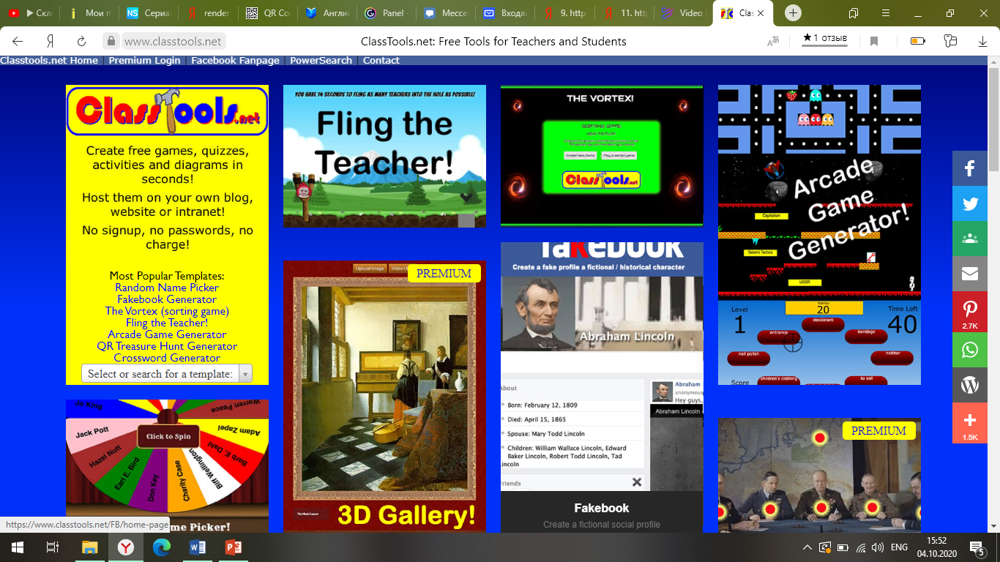 Скл
Мои п
Сериа
render
QR Co
Англи
Panel -
Мессе
Входя
9. http
11. htt
Video
Clas
www.classtools.net
ClassTools.net: Free Tools for Teachers and Students
★ 1 отзыв
Classtools.net Home | Premium Login | Facebook Fanpage | PowerSearch | Contact
ClassTools.net
Create free games, quizzes,
activities and diagrams in
seconds!
Host them on your own blog,
website or intranet!
No signup, no passwords, no
charge!
Most Popular Templates:
Random Name Picker
Fakebook Generator
The Vortex (sorting game)
Fling the Teacher!
Arcade Game Generator
QR Treasure Hunt Generator
Crossword Generator
Select or search for a template:
Jo King
Warren Peace
Jack Pott
Adam Zapel
Click to Spin
Hazel Nutt
Barb E. Dahl
Earl E. Bird
Biff Wellington
Don Key
Charity Case
me Picker!
https://www.classtools.net/FB/home-page
YOU HAVE 14 SECONDS TO FLING AS MANY TEACHERS INTO THE HOLE AS POSSIBLE!
Fling the
Teacher!
Upload image
PREMIUM
The Music Lesson
3D Gallery!
THE VORTEX!
SORTING GAME
HOW TO PLAY
Create New Game
Play a sample game
ClassTools.net
FAKEBOOK
Create a fake profile a fictional / historical character
Abraham Lincoln
About
Born: February 12, 1809
Died: April 15, 1865
Spouse: Mary Todd Lincoln
Children: William Wallace Lincoln, Edward
Baker Lincoln, Robert Todd Lincoln, Tad
Lincoln
Friends
Abraham
anonymou
Hey guys,
Abraham Lincoln
Fakebook
Create a fictional social profile
Arcade
Game
Generator!
4
Capitalism
Salami Tactics
USSR
Level
1
Ammo:
20
Time Left
40
deodorant
entrance
bandage
nail polish
neither
children's clothing
to sell
Score
PREMIUM
2.7K
1.5K
ENG
15:52
04.10.2020
5